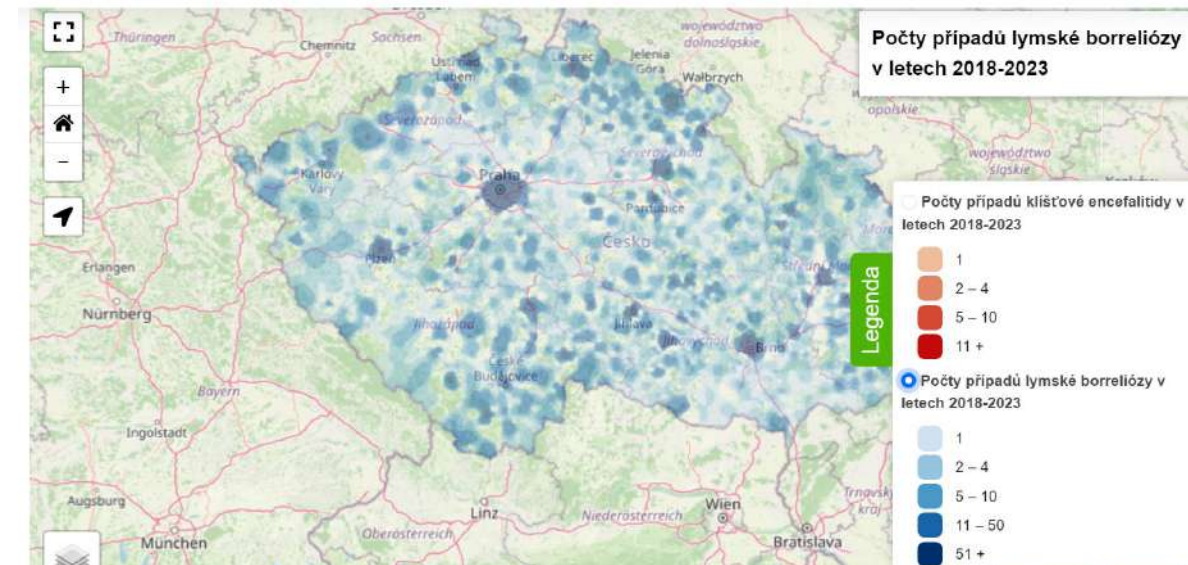 Počty případů lymské borreliózy
v letech 2018-2023
Thüringen
Chemnitz
Sachsen
województwo
dolnośląskie
Jelenia
Góra
Wałbrzych
Liberec
Ústí nad
Labem
opolskie
województwo
śląskie
Severozápad
Karlovy
Vary
Praha
Severovýchod
Pardubice
Česko
Plzeň
Erlangen
Nürnberg
Jihozápad
Jihlava
Jihovýchod
Brno
České
Budějovice
Bayern
Ingolstadt
Augsburg
München
Linz
Oberösterreich
Niederösterreich
Wien
Bratislava
Trnavský
kraj
+
−
Legenda
Počty případů klíšťové encefalitidy v
letech 2018-2023
1
2 – 4
5 – 10
11 +
Počty případů lymské borreliózy v
letech 2018-2023
1
2 – 4
5 – 10
11 – 50
51 +